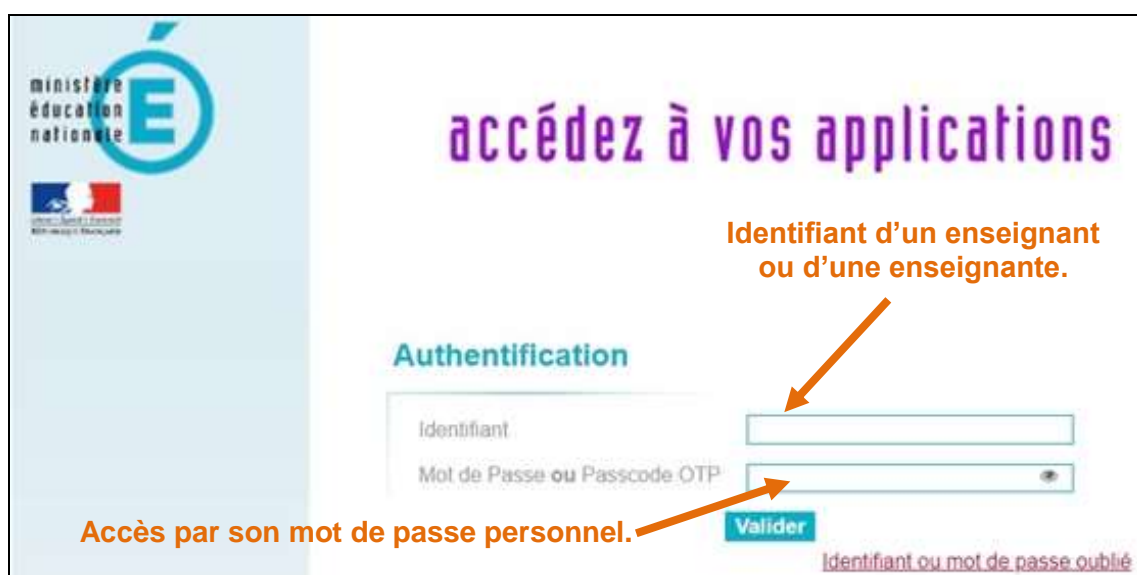 ministère
éducation
nationale
accédez à vos applications
Identifiant d'un enseignant
ou d'une enseignante.
Authentification
Identifiant
Mot de Passe ou Passcode OTP
Accès par son mot de passe personnel.
Valider
Identifiant ou mot de passe oublié